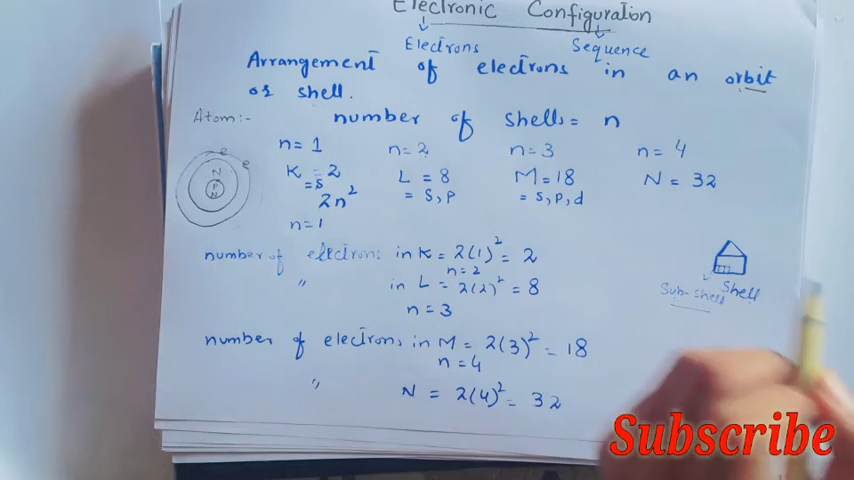 Electronic Configuration
Electrons Sequence
Arrangement of electrons in an orbit
or shell.
Atom:- number of shells = n
n=1 n=2 n=3 n=4
K=2 L=8 M=18 N=32
=s =s,p =s,p,d
2n²
n=1
e
e
N
P
N
number of electrons in K = 2(1)² = 2
n=2
" in L = 2(2)² = 8
n=3
Sub-shell Shell
number of electrons in M = 2(3)² = 18
n=4
" N = 2(4)² = 32
Subscribe